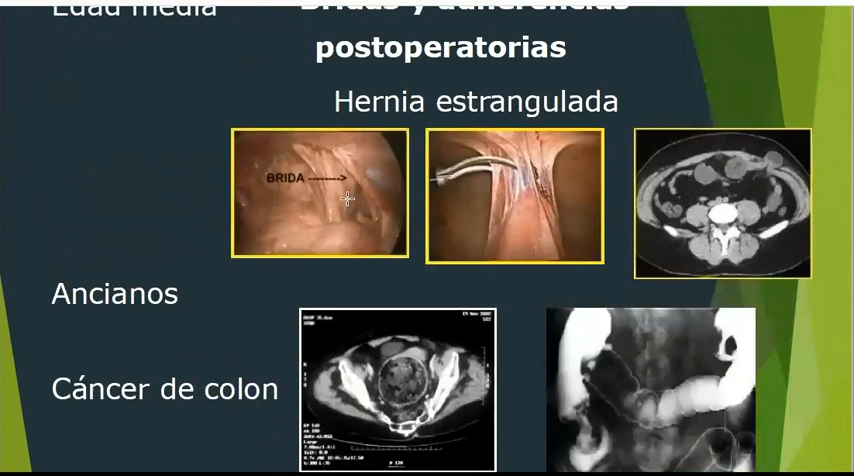 Edad media
Bridas y adherencias
postoperatorias
Hernia estrangulada
BRIDA -------->
Ancianos
Cáncer de colon